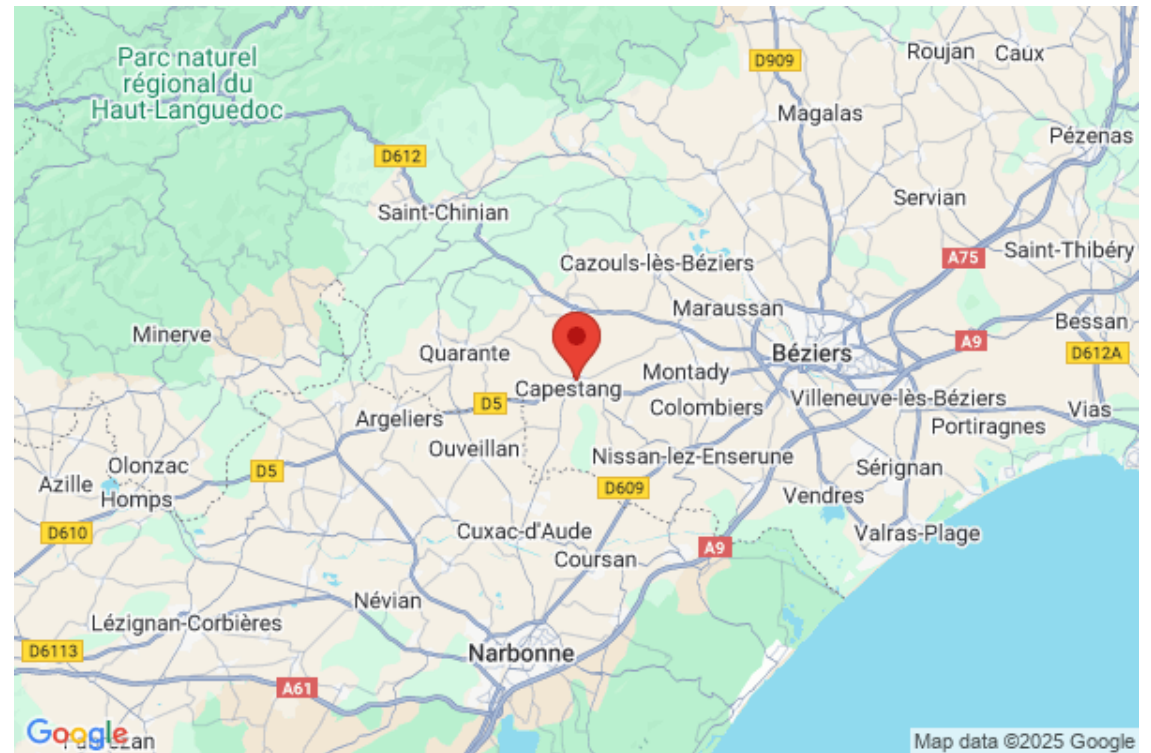 Parc naturel
régional du
Haut-Languedoc
D909
Roujan
Caux
Magalas
Pézenas
D612
Servian
Saint-Chinian
A75
Saint-Thibéry
Cazouls-lès-Béziers
Maraussan
Bessan
Minerve
A9
Quarante
Béziers
D612A
Montady
Capestang
D5
Villeneuve-lès-Béziers
Colombiers
Vias
Argeliers
Portiragnes
Ouveillan
Nissan-lez-Enserune
Olonzac
D5
Sérignan
Azille
Homps
D609
Vendres
D610
Cuxac-d'Aude
Valras-Plage
A9
Coursan
Névian
Lézignan-Corbières
D6113
Narbonne
A61
Google
Map data ©2025 Google